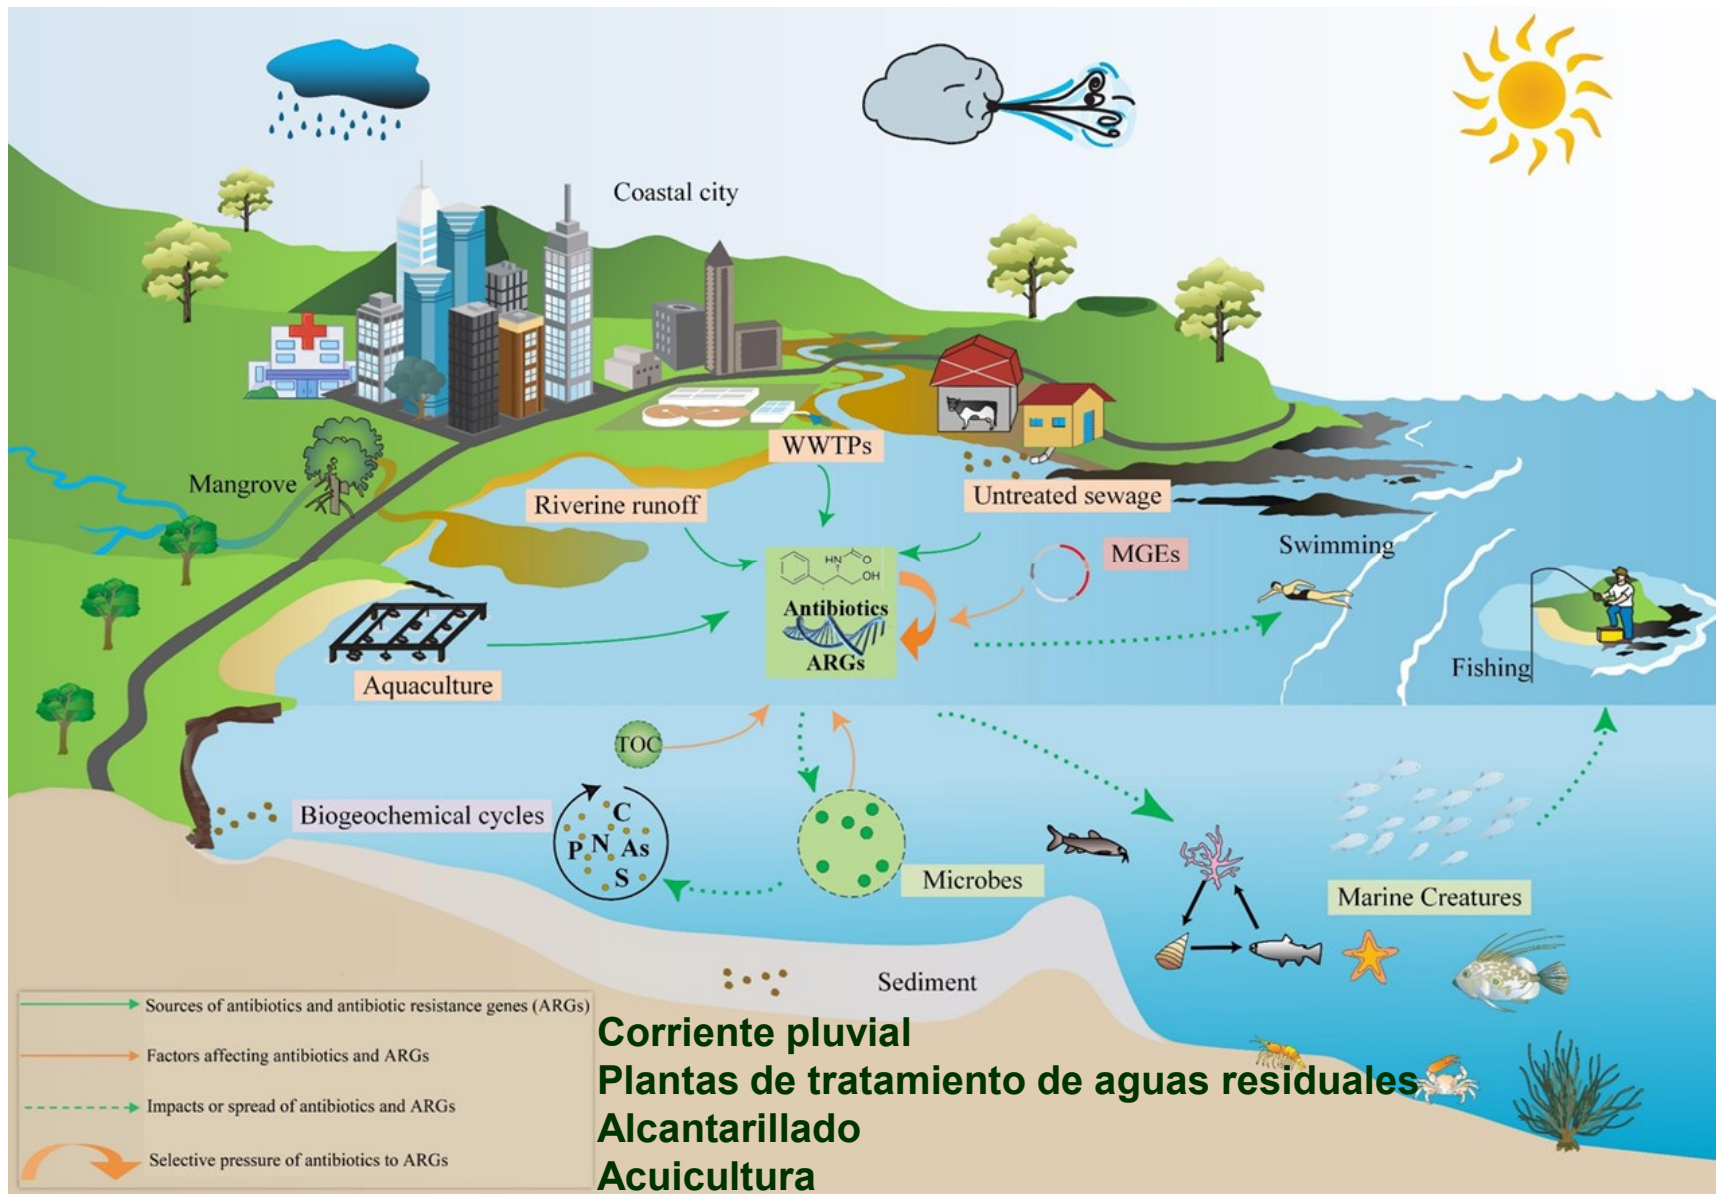 Coastal city
WWTPs
Mangrove
Riverine runoff
Untreated sewage
HN
O
OH
MGEs
Swimming
Antibiotics
ARGs
Aquaculture
Fishing
TOC
Biogeochemical cycles
C
P N As
S
Microbes
Marine Creatures
Sediment
Sources of antibiotics and antibiotic resistance genes (ARGs)
Factors affecting antibiotics and ARGs
Impacts or spread of antibiotics and ARGs
Selective pressure of antibiotics to ARGs
Corriente pluvial
Plantas de tratamiento de aguas residuales
Alcantarillado
Acuicultura